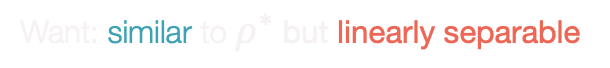 Want: similar to ρ* but linearly separable